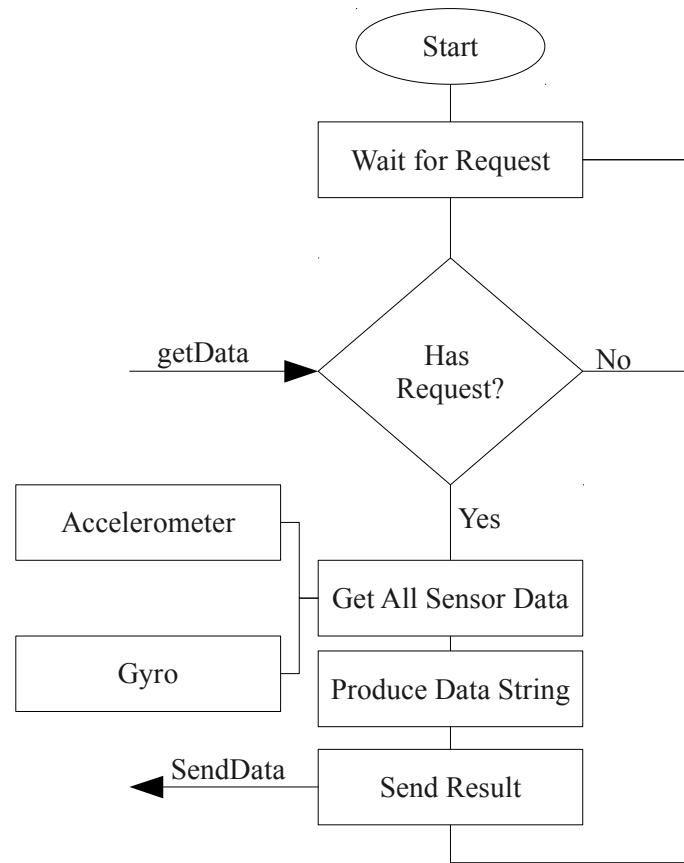 Start
Wait for Request
getData
Has
Request?
No
Yes
Accelerometer
Get All Sensor Data
Gyro
Produce Data String
SendData
Send Result